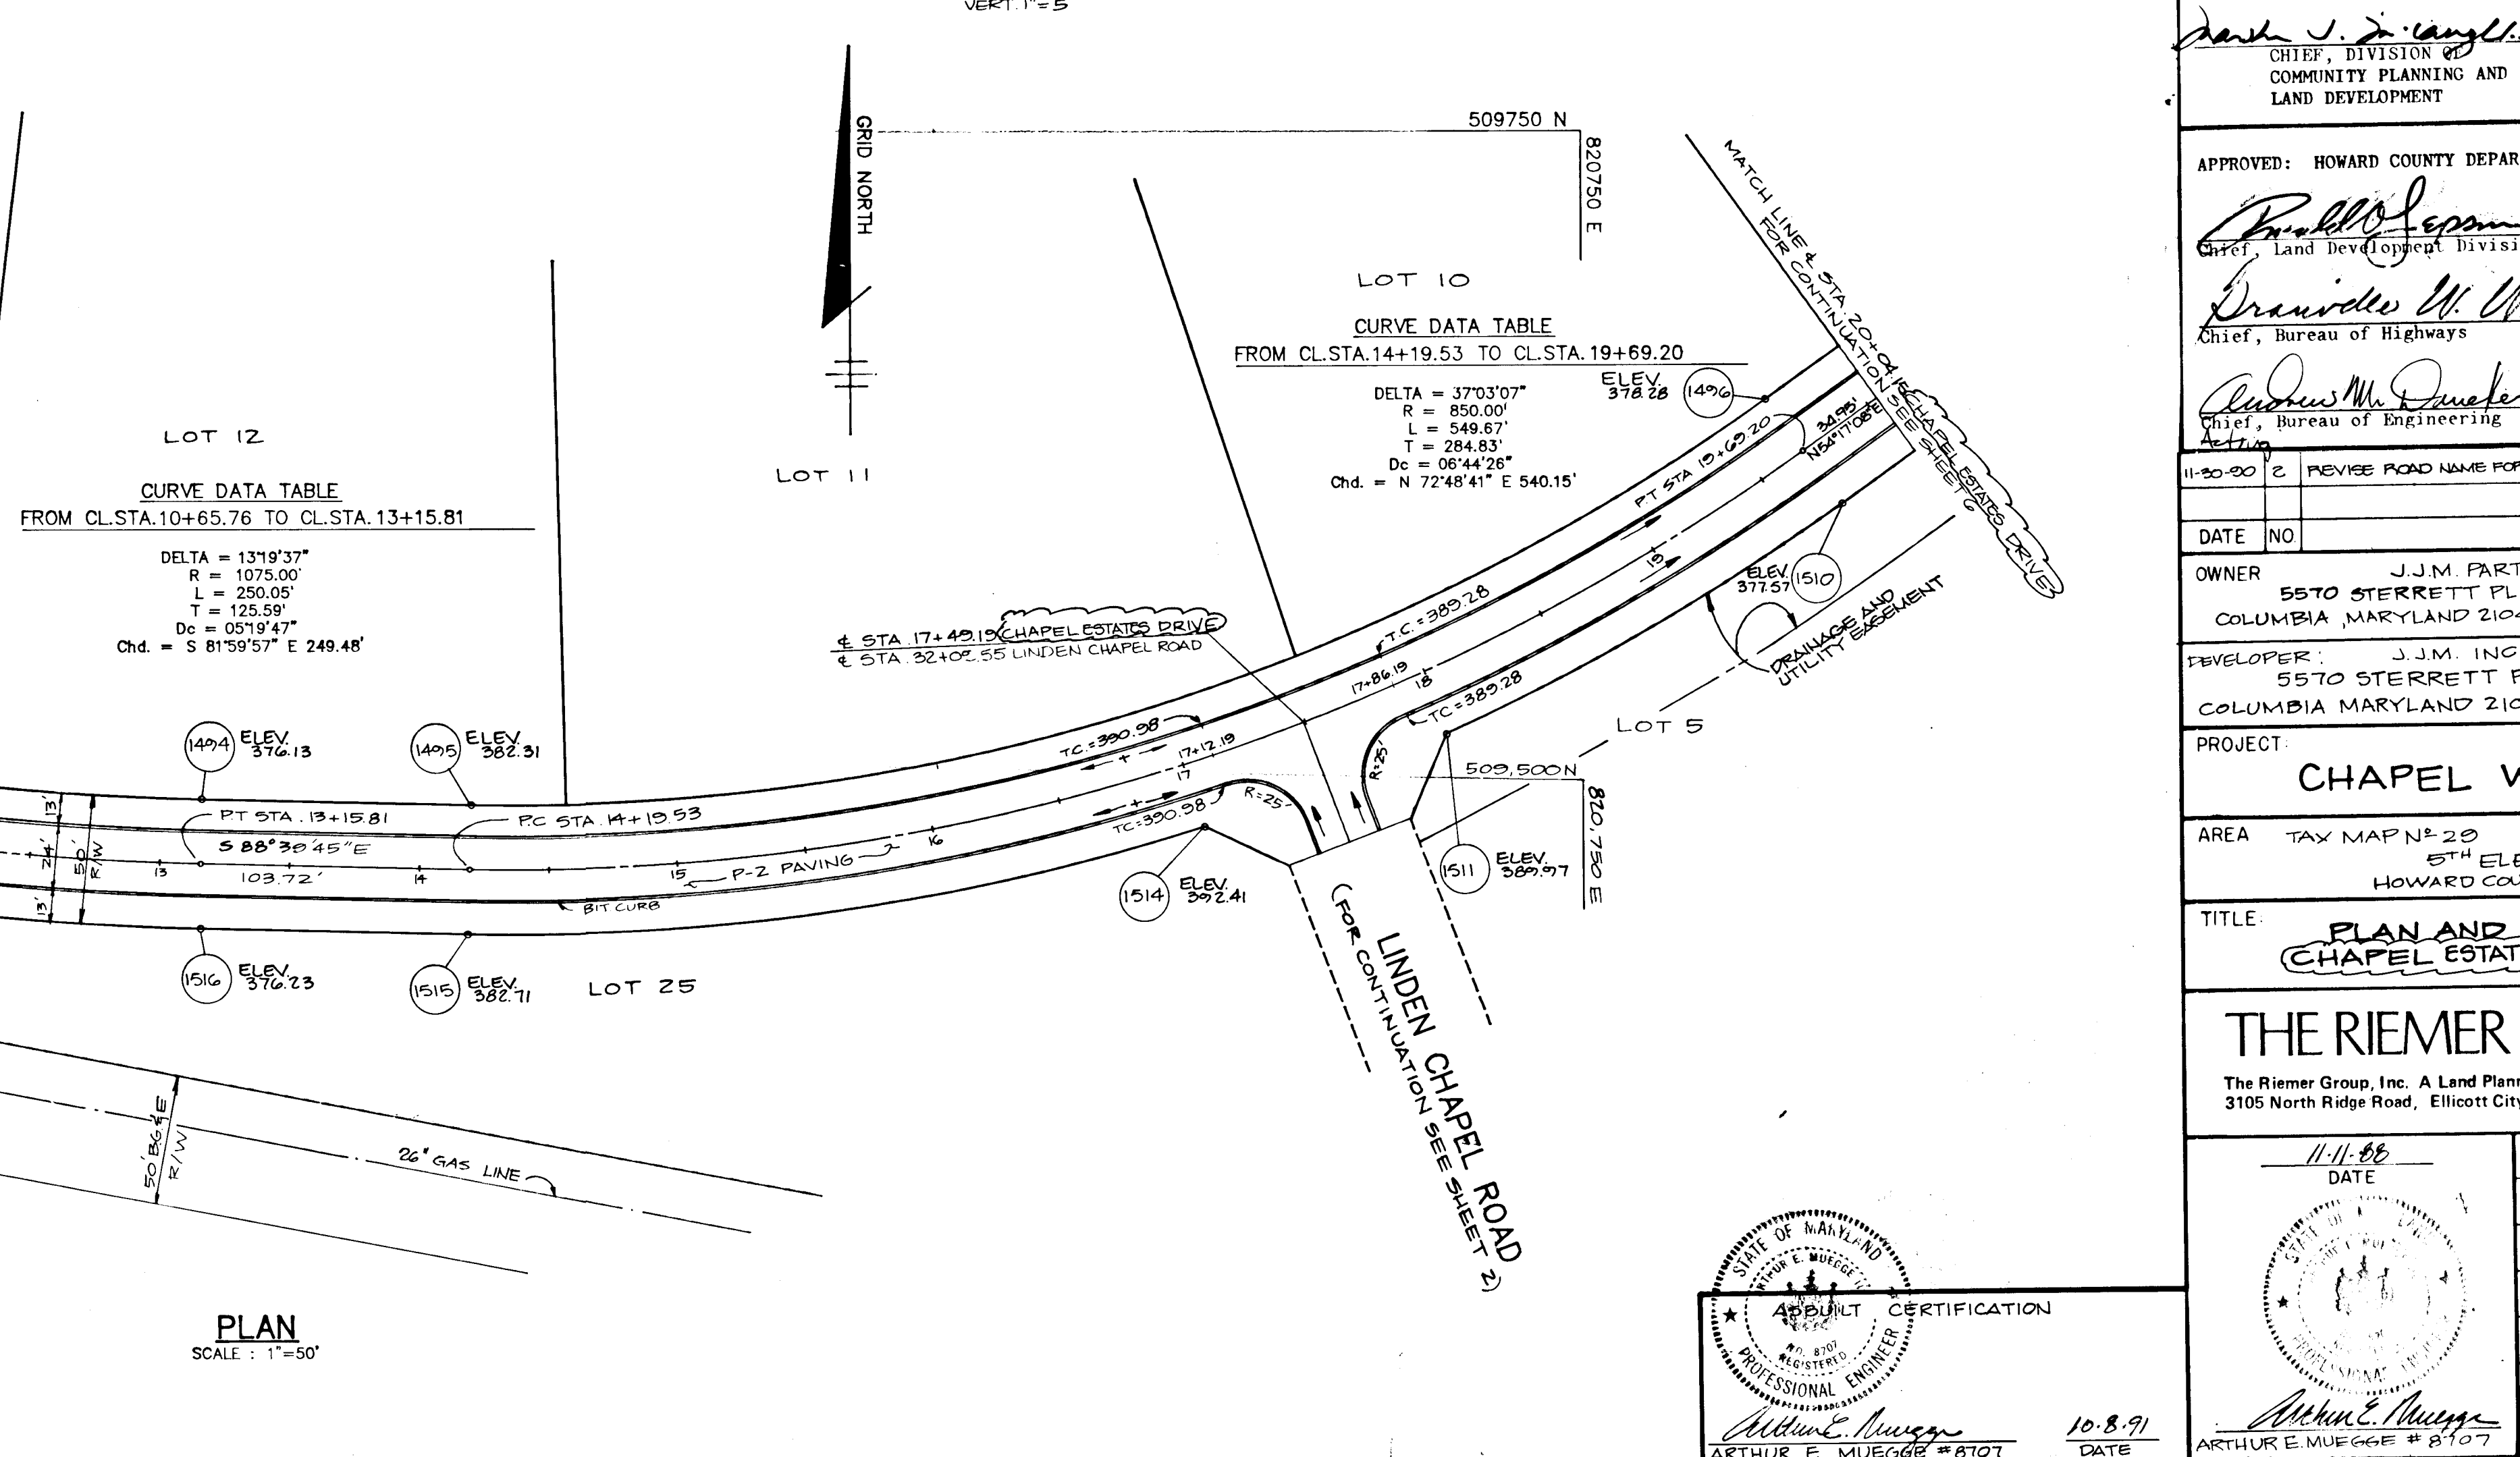 VERT. 1"=5
GRID NORTH
509750 N
820750 E
MATCH LINE ℄ STA. 20+04.15 CHAPEL ESTATES DRIVE
FOR CONTINUATION SEE SHEET 6
LOT 10
CURVE DATA TABLE
FROM CL.STA.14+19.53 TO CL.STA.19+69.20
DELTA = 37°03'07"
R = 850.00'
L = 549.67'
T = 284.83'
Dc = 06°44'26"
Chd. = N 72°48'41" E 540.15'
ELEV. 378.28
1496
LOT 12
CURVE DATA TABLE
FROM CL.STA.10+65.76 TO CL.STA.13+15.81
DELTA = 13°19'37"
R = 1075.00'
L = 250.05'
T = 125.59'
Dc = 05°19'47"
Chd. = S 81°59'57" E 249.48'
LOT 11
P.T STA 19+69.20
34.95'
N54°17'08"E
19
ELEV. 377.57
1510
DRAINAGE AND
UTILITY EASEMENT
℄ STA. 17+49.19 CHAPEL ESTATES DRIVE
LINDEN CHAPEL ROAD
T.C.=389.28
17+86.19
18
TC=389.28
LOT 5
1494
ELEV. 376.13
1495
ELEV. 382.31
T.C.=390.98
17+12.19
17
R=25'
R=25'
509,500N
820,750 E
13'
24'
13'
50'
R/W
P.T STA. 13+15.81
P.C STA. 14+19.53
S 88°39'45"E
103.72'
13
14
15
16
P-2 PAVING
TC=390.98
BIT. CURB
1514
ELEV. 392.41
1511
ELEV. 389.97
1516
ELEV. 376.23
1515
ELEV. 382.71
LOT 25
LINDEN CHAPEL ROAD
(FOR CONTINUATION SEE SHEET 2)
50' B.G.&E
R/W
26" GAS LINE
PLAN
SCALE : 1"=50'
STATE OF MARYLAND
ARTHUR E. MUEGGE
NO. 8707
REGISTERED
PROFESSIONAL ENGINEER
ASBUILT CERTIFICATION
ARTHUR E. MUEGGE #8707
10.8.91
DATE
CHIEF, DIVISION OF
COMMUNITY PLANNING AND
LAND DEVELOPMENT
APPROVED: HOWARD COUNTY DEPAR
Chief, Land Development Divisi
Chief, Bureau of Highways
Chief, Bureau of Engineering
Acting
11-30-90 2 REVISE ROAD NAME FOR
DATE NO.
OWNER J.J.M. PART
5570 STERRETT PL
COLUMBIA, MARYLAND 2104
DEVELOPER: J.J.M. INC
5570 STERRETT P
COLUMBIA MARYLAND 210
PROJECT:
CHAPEL W
AREA TAX MAP Nº 29
5TH ELE
HOWARD COU
TITLE:
PLAN AND
CHAPEL ESTAT
THE RIEMER
The Riemer Group, Inc. A Land Plann
3105 North Ridge Road, Ellicott City
11-11-88
DATE
Arthur E. Muegge
ARTHUR E. MUEGGE # 8707